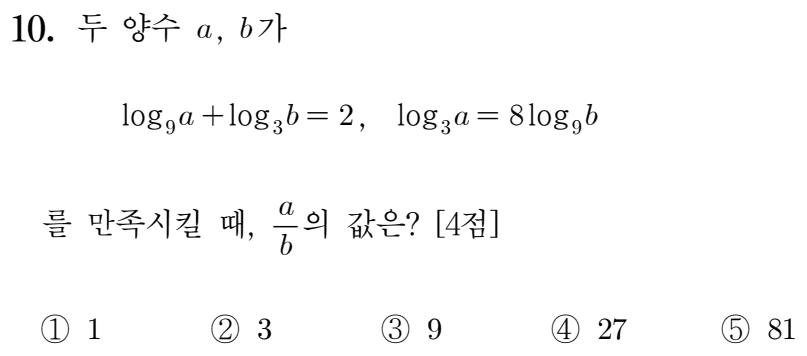 10. 두 양수 a, b가
log₉a + log₃b = 2, log₃a = 8log₉b
를 만족시킬 때, a/b의 값은? [4점]
① 1 ② 3 ③ 9 ④ 27 ⑤ 81